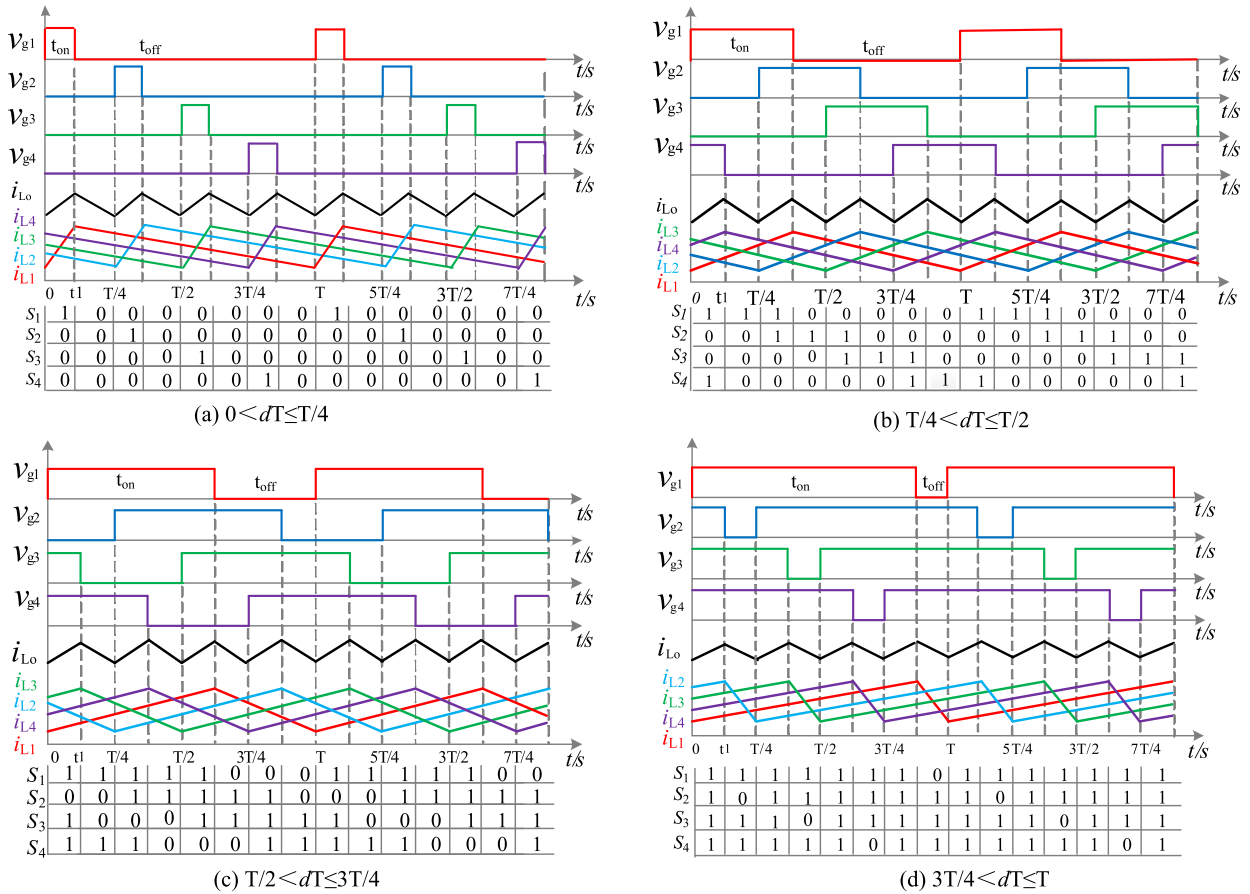 vg1
ton
toff
t/s
vg2
t/s
vg3
t/s
vg4
t/s
iLo
iL4
iL3
iL2
iL1
0 t1 T/4 T/2 3T/4 T 5T/4 3T/2 7T/4 t/s
S1 1 0 0 0 0 0 0 0 1 0 0 0 0 0 0
S2 0 0 1 0 0 0 0 0 0 0 1 0 0 0 0
S3 0 0 0 0 1 0 0 0 0 0 0 0 1 0 0
S4 0 0 0 0 0 0 1 0 0 0 0 0 0 0 1
(a) 0<dT≤T/4
vg1
ton
toff
t/s
vg2
t/s
vg3
t/s
vg4
t/s
iLo
iL3
iL4
iL2
iL1
0 t1 T/4 T/2 3T/4 T 5T/4 3T/2 7T/4 t/s
S1 1 1 1 0 0 0 0 0 1 1 1 0 0 0 0
S2 0 0 1 1 1 0 0 0 0 0 1 1 1 0 0
S3 0 0 0 0 1 1 1 0 0 0 0 0 1 1 1
S4 1 0 0 0 0 0 1 1 1 0 0 0 0 0 1
(b) T/4<dT≤T/2
vg1
ton
toff
t/s
vg2
t/s
vg3
t/s
vg4
t/s
iLo
iL3
iL2
iL4
iL1
0 t1 T/4 T/2 3T/4 T 5T/4 3T/2 7T/4 t/s
S1 1 1 1 1 1 0 0 0 1 1 1 1 1 0 0
S2 0 0 1 1 1 1 1 0 0 0 1 1 1 1 1
S3 1 0 0 0 1 1 1 1 1 0 0 0 1 1 1
S4 1 1 1 0 0 0 1 1 1 1 1 0 0 0 1
(c) T/2<dT≤3T/4
vg1
ton
toff
t/s
vg2
t/s
vg3
t/s
vg4
t/s
iLo
iL2
iL3
iL4
iL1
0 t1 T/4 T/2 3T/4 T 5T/4 3T/2 7T/4 t/s
S1 1 1 1 1 1 1 1 0 1 1 1 1 1 1 1
S2 1 0 1 1 1 1 1 1 1 0 1 1 1 1 1
S3 1 1 1 0 1 1 1 1 1 1 1 0 1 1 1
S4 1 1 1 1 1 0 1 1 1 1 1 1 1 0 1
(d) 3T/4<dT≤T